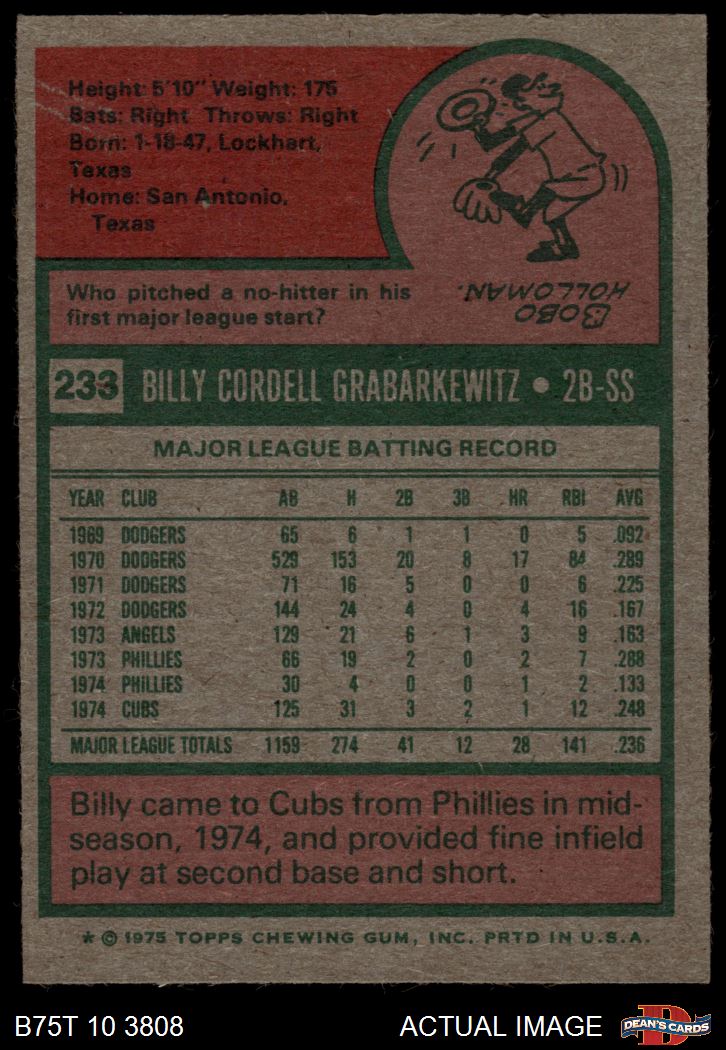 Height: 5'10" Weight: 175
Bats: Right Throws: Right
Born: 1-18-47, Lockhart,
Texas
Home: San Antonio,
Texas
Who pitched a no-hitter in his
first major league start?
BOBO
HOLLOMAN.
233 BILLY CORDELL GRABARKEWITZ • 2B-SS
MAJOR LEAGUE BATTING RECORD
YEAR CLUB AB H 2B 3B HR RBI AVG
1969 DODGERS 65 6 1 1 0 5 .092
1970 DODGERS 529 153 20 8 17 84 .289
1971 DODGERS 71 16 5 0 0 6 .225
1972 DODGERS 144 24 4 0 4 16 .167
1973 ANGELS 129 21 6 1 3 9 .163
1973 PHILLIES 66 19 2 0 2 7 .288
1974 PHILLIES 30 4 0 0 1 2 .133
1974 CUBS 125 31 3 2 1 12 .248
MAJOR LEAGUE TOTALS 1159 274 41 12 28 141 .236
Billy came to Cubs from Phillies in mid-
season, 1974, and provided fine infield
play at second base and short.
* © 1975 TOPPS CHEWING GUM, INC. PRTD IN U.S.A.
B75T 10 3808 ACTUAL IMAGE D DEAN'S CARDS